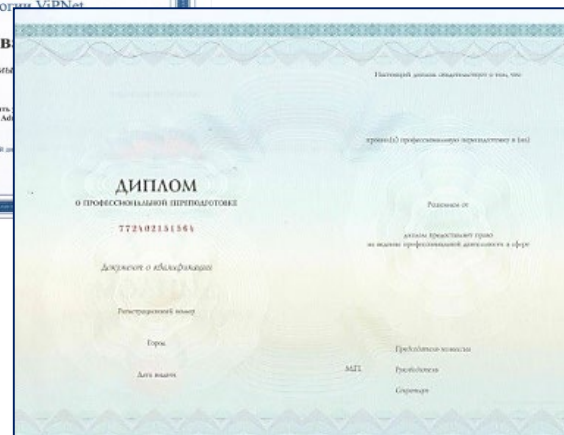 огии ViPNet
ДИПЛОМ
О ПРОФЕССИОНАЛЬНОЙ ПЕРЕПОДГОТОВКЕ
772402151564
Документ о квалификации
Регистрационный номер
Город
Дата выдачи
Настоящий диплом свидетельствует о том, что
прошел(а) профессиональную переподготовку в (на)
Решением от
диплом предоставляет право
на ведение профессиональной деятельности в сфере
Председатель комиссии
М.П.
Руководитель
Секретарь